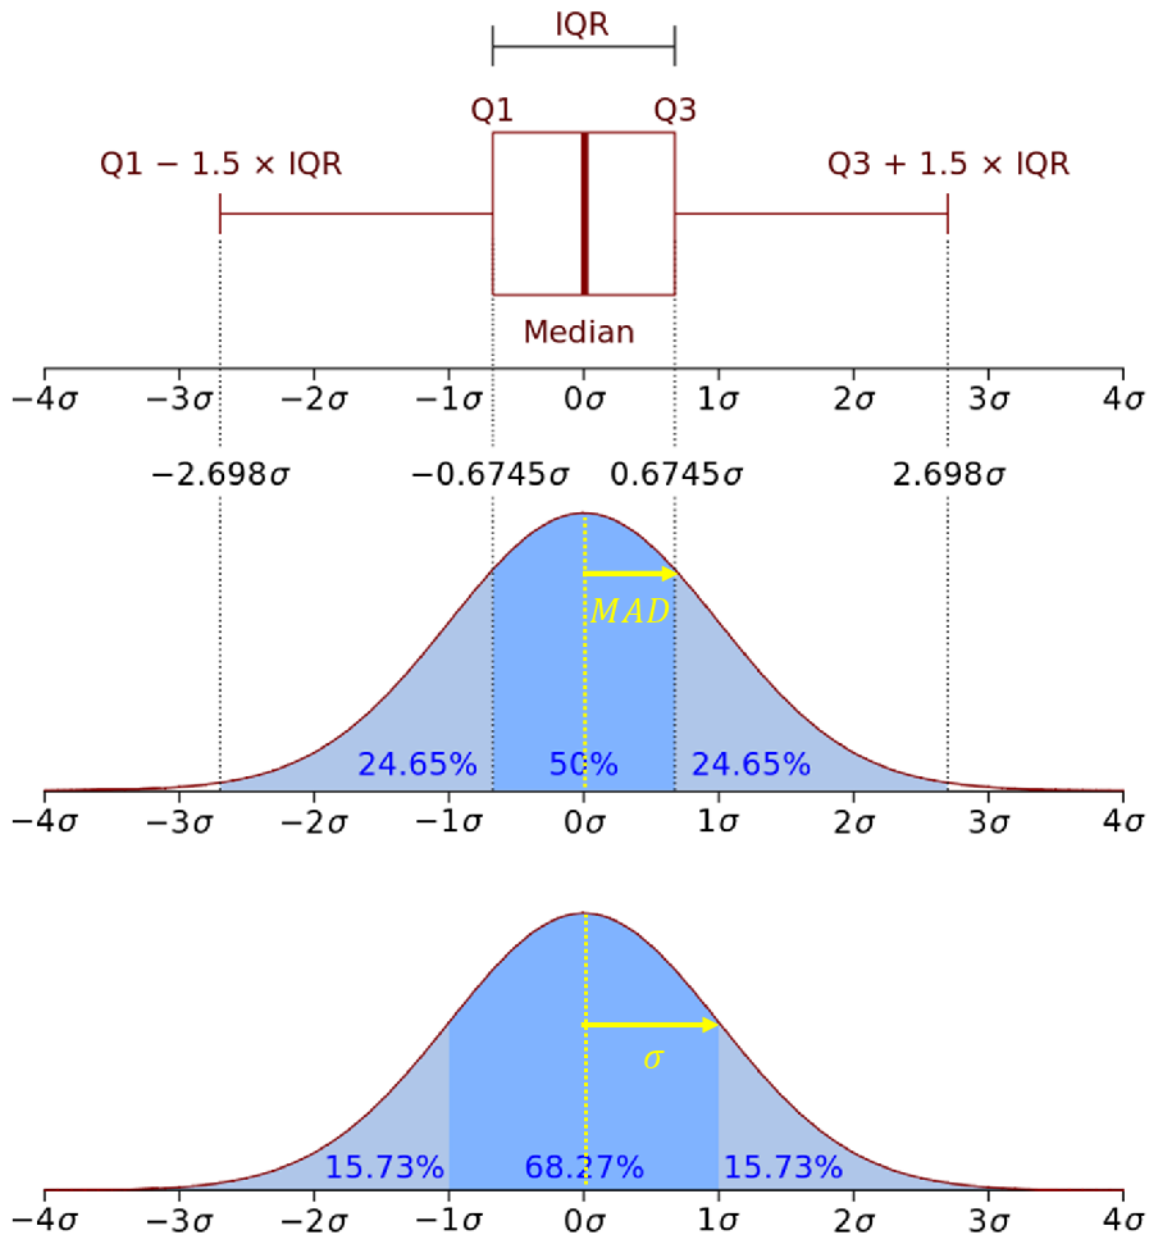 IQR
Q1 Q3
Q1 − 1.5 × IQR Q3 + 1.5 × IQR
Median
−4σ −3σ −2σ −1σ 0σ 1σ 2σ 3σ 4σ
−2.698σ −0.6745σ 0.6745σ 2.698σ
MAD
24.65% 50% 24.65%
−4σ −3σ −2σ −1σ 0σ 1σ 2σ 3σ 4σ
σ
15.73% 68.27% 15.73%
−4σ −3σ −2σ −1σ 0σ 1σ 2σ 3σ 4σ